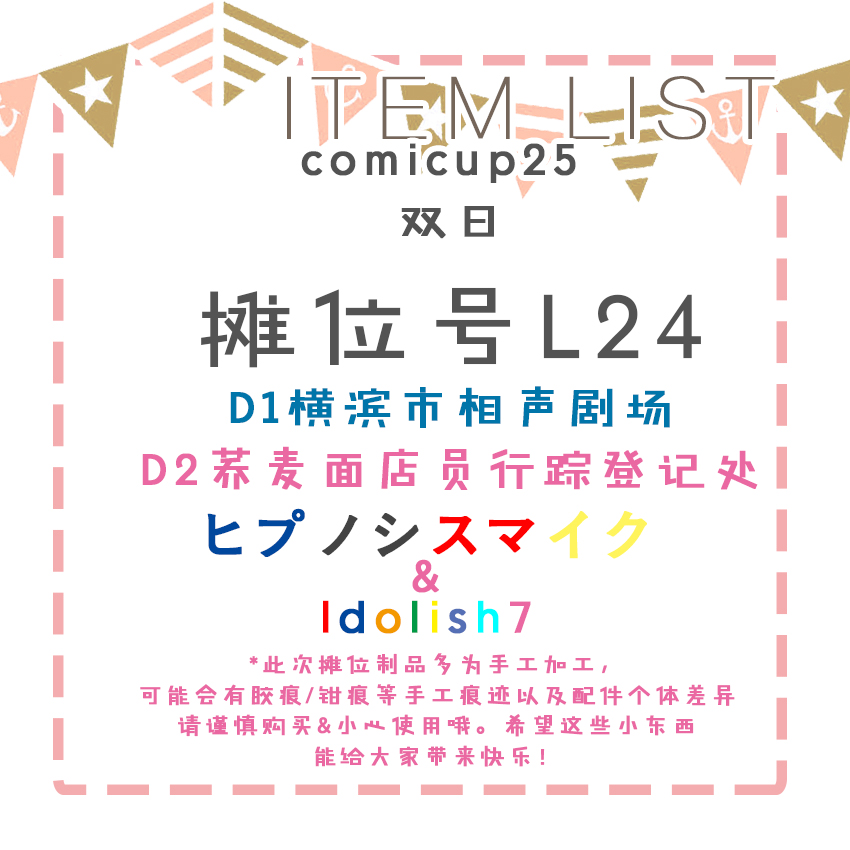 ITEM LIST
comicup25
双日
摊位号L24
D1横滨市相声剧场
D2荞麦面店员行踪登记处
ヒプノシスマイク
&
Idolish7
*此次摊位制品多为手工加工，
可能会有胶痕/钳痕等手工痕迹以及配件个体差异
请谨慎购买&小心使用哦。希望这些小东西
能给大家带来快乐！